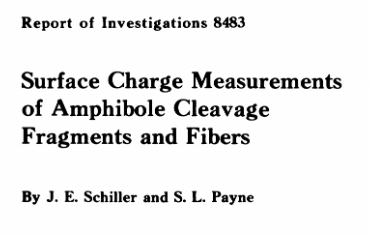 Report of Investigations 8483
Surface Charge Measurements
of Amphibole Cleavage
Fragments and Fibers
By J. E. Schiller and S. L. Payne